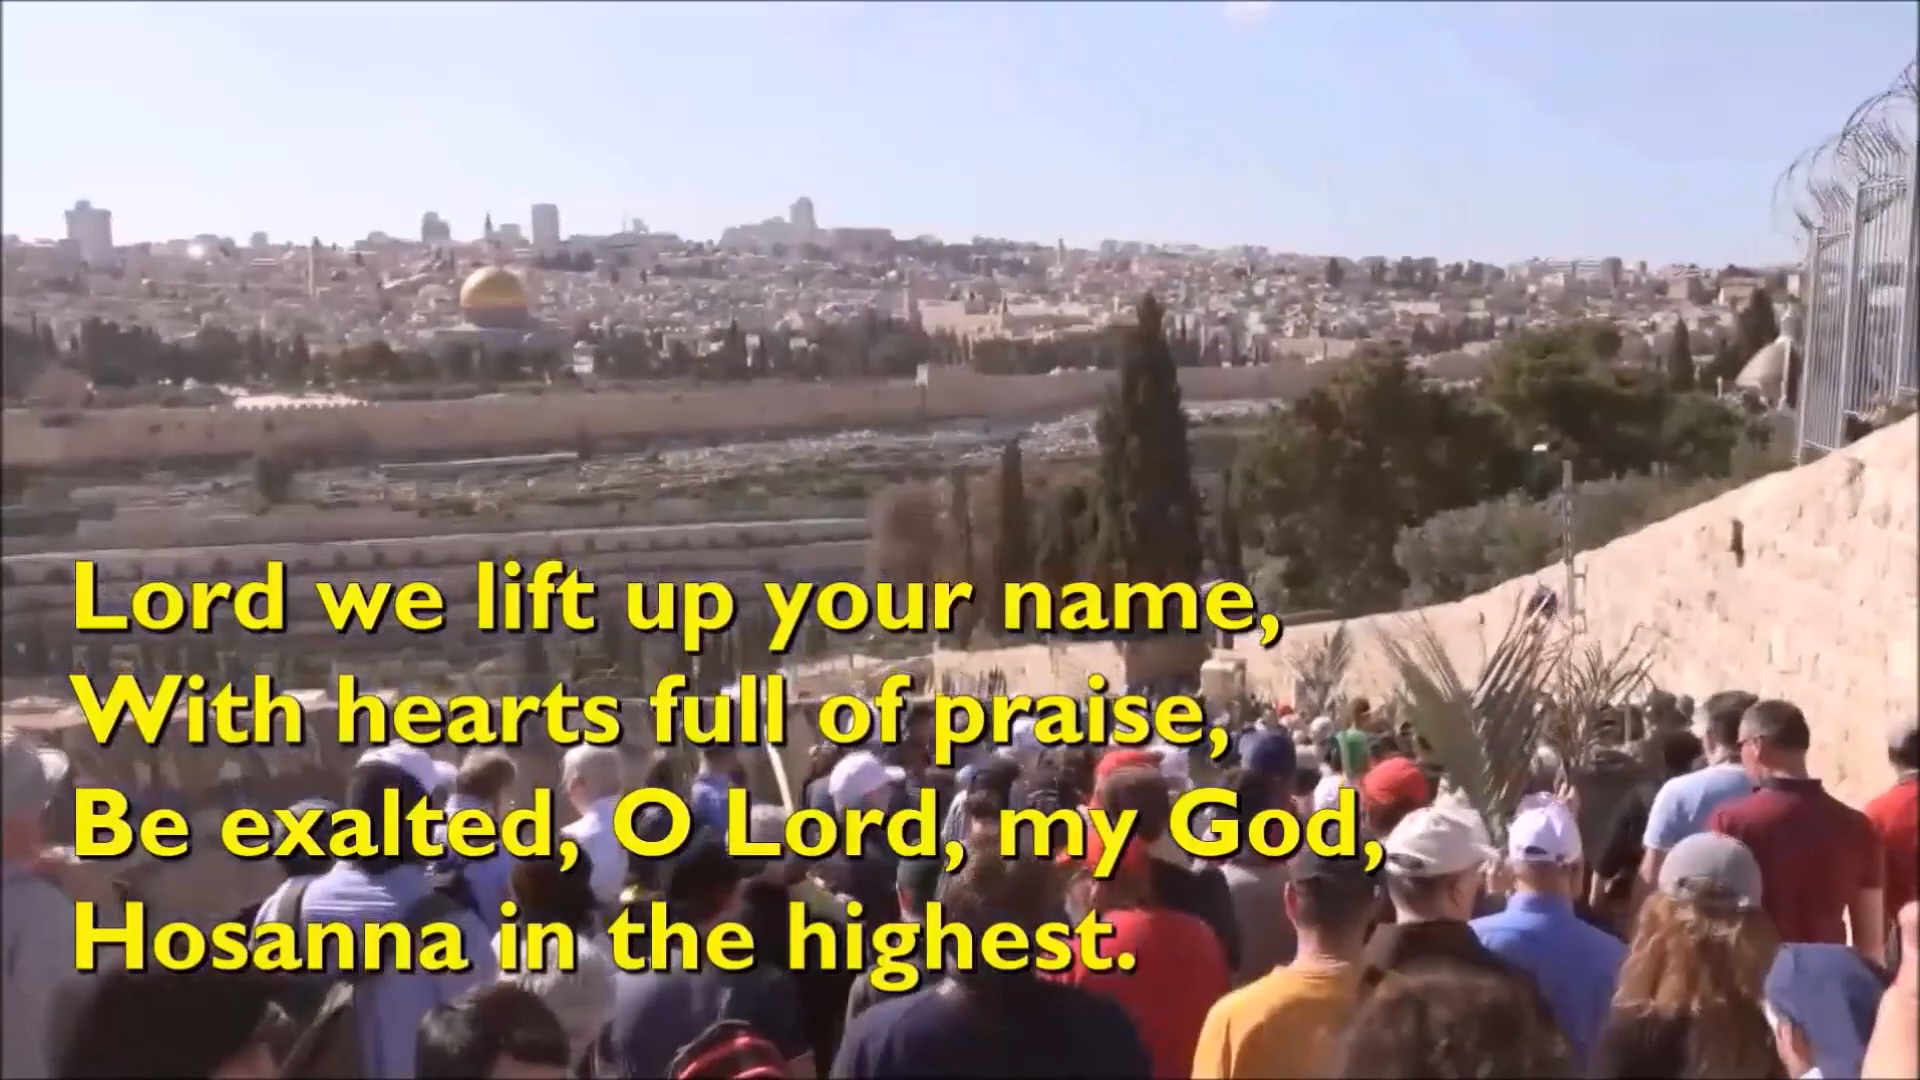 Lord we lift up your name,
With hearts full of praise,
Be exalted, O Lord, my God,
Hosanna in the highest.